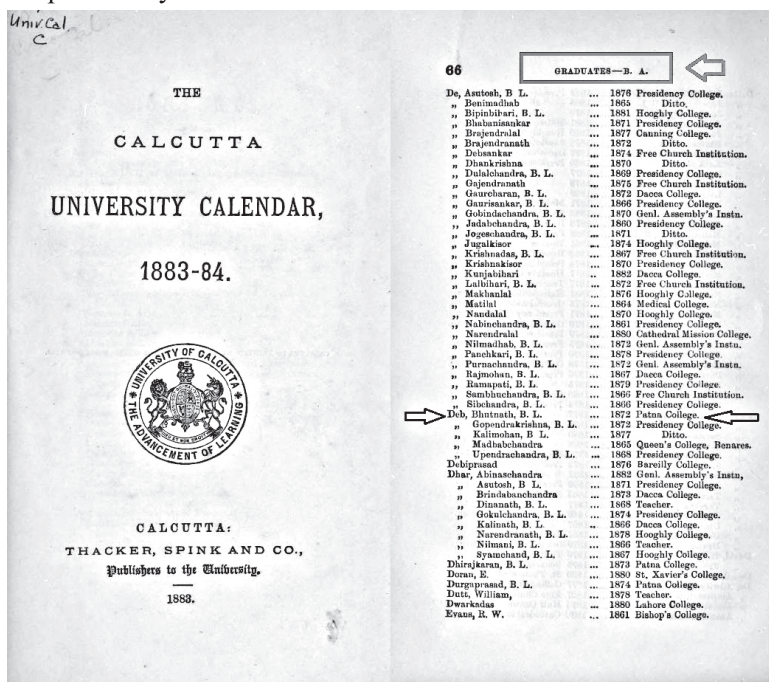 Univ.Cal.
C
THE
CALCUTTA
UNIVERSITY CALENDAR,
1883-84.
UNIVERSITY OF CALCUTTA
THE ADVANCEMENT OF LEARNING
CALCUTTA:
THACKER, SPINK AND CO.,
Publishers to the University.
1883.
66 GRADUATES—B. A.
De, Asutosh, B L. ... 1876 Presidency College.
„ Benimadhab ... 1865 Ditto.
„ Bipinbihari, B. L. ... 1881 Hooghly College.
„ Bhabanisankar ... 1871 Presidency College.
„ Brajendralal ... 1877 Canning College.
„ Brajendranath ... 1872 Ditto.
„ Debsankar ... 1874 Free Church Institution.
„ Dhankrishna ... 1870 Ditto.
„ Dulalchandra, B. L. ... 1869 Presidency College.
„ Gajendranath ... 1875 Free Church Institution.
„ Gaurcharan, B. L. ... 1872 Dacca College.
„ Gaurisankar, B. L. ... 1866 Presidency College.
„ Gobindachandra, B. L. ... 1870 Genl. Assembly's Instn.
„ Jadabchandra, B. L. ... 1860 Presidency College.
„ Jogeschandra, B. L. ... 1871 Ditto.
„ Jugalkisor ... 1874 Hooghly College.
„ Krishnadas, B. L. ... 1867 Free Church Institution.
„ Krishnakisor ... 1870 Presidency College.
„ Kunjabihari .. 1882 Dacca College.
„ Lalbihari, B. L. ... 1872 Free Church Institution.
„ Makhanlal ... 1876 Hooghly College.
„ Matilal ... 1864 Medical College.
„ Nandalal ... 1870 Hooghly College.
„ Nabinchandra, B. L. ... 1861 Presidency College.
„ Narendralal ... 1880 Cathedral Mission College.
„ Nilmadhab, B. L. ... 1872 Genl. Assembly's Instn.
„ Panchkari, B. L. ... 1878 Presidency College.
„ Purnachandra, B. L. ... 1872 Genl. Assembly's Instn.
„ Rajmohan, B. L. ... 1867 Dacca College.
„ Ramapati, B. L. ... 1879 Presidency College.
„ Sambhuchandra, B. L. ... 1866 Free Church Institution.
„ Sibchandra, B. L. ... 1866 Presidency College.
Deb, Bhutnath, B. L. ... 1872 Patna College.
„ Gopendrakrishna, B. L. ... 1872 Presidency College.
„ Kalimohan, B L. ... 1877 Ditto.
„ Madhabchandra ... 1865 Queen's College, Benares.
„ Upendrachandra, B. L. ... 1868 Presidency College.
Debiprasad ... 1876 Bareilly College.
Dhar, Abinaschandra ... 1882 Genl. Assembly's Instn,
„ Asutosh, B L. ... 1871 Presidency College.
„ Brindabanchandra ... 1873 Dacca College.
„ Dinanath, B. L. ... 1868 Teacher.
„ Gokulchandra, B. L. ... 1874 Presidency College.
„ Kalinath, B. L. .. 1866 Dacca College.
„ Narendranath, B. L. ... 1878 Hooghly College.
„ Nilmani, B. L. ... 1866 Teacher.
„ Syamchand, B. L. ... 1867 Hooghly College.
Dhirajkaran, B. L. ... 1873 Patna College.
Doran, E. ... 1880 St. Xavier's College.
Durgaprasad, B. L. ... 1874 Patna College.
Dutt, William, ... 1878 Teacher.
Dwarkadas ... 1880 Lahore College.
Evans, R. W. ... 1861 Bishop's College.